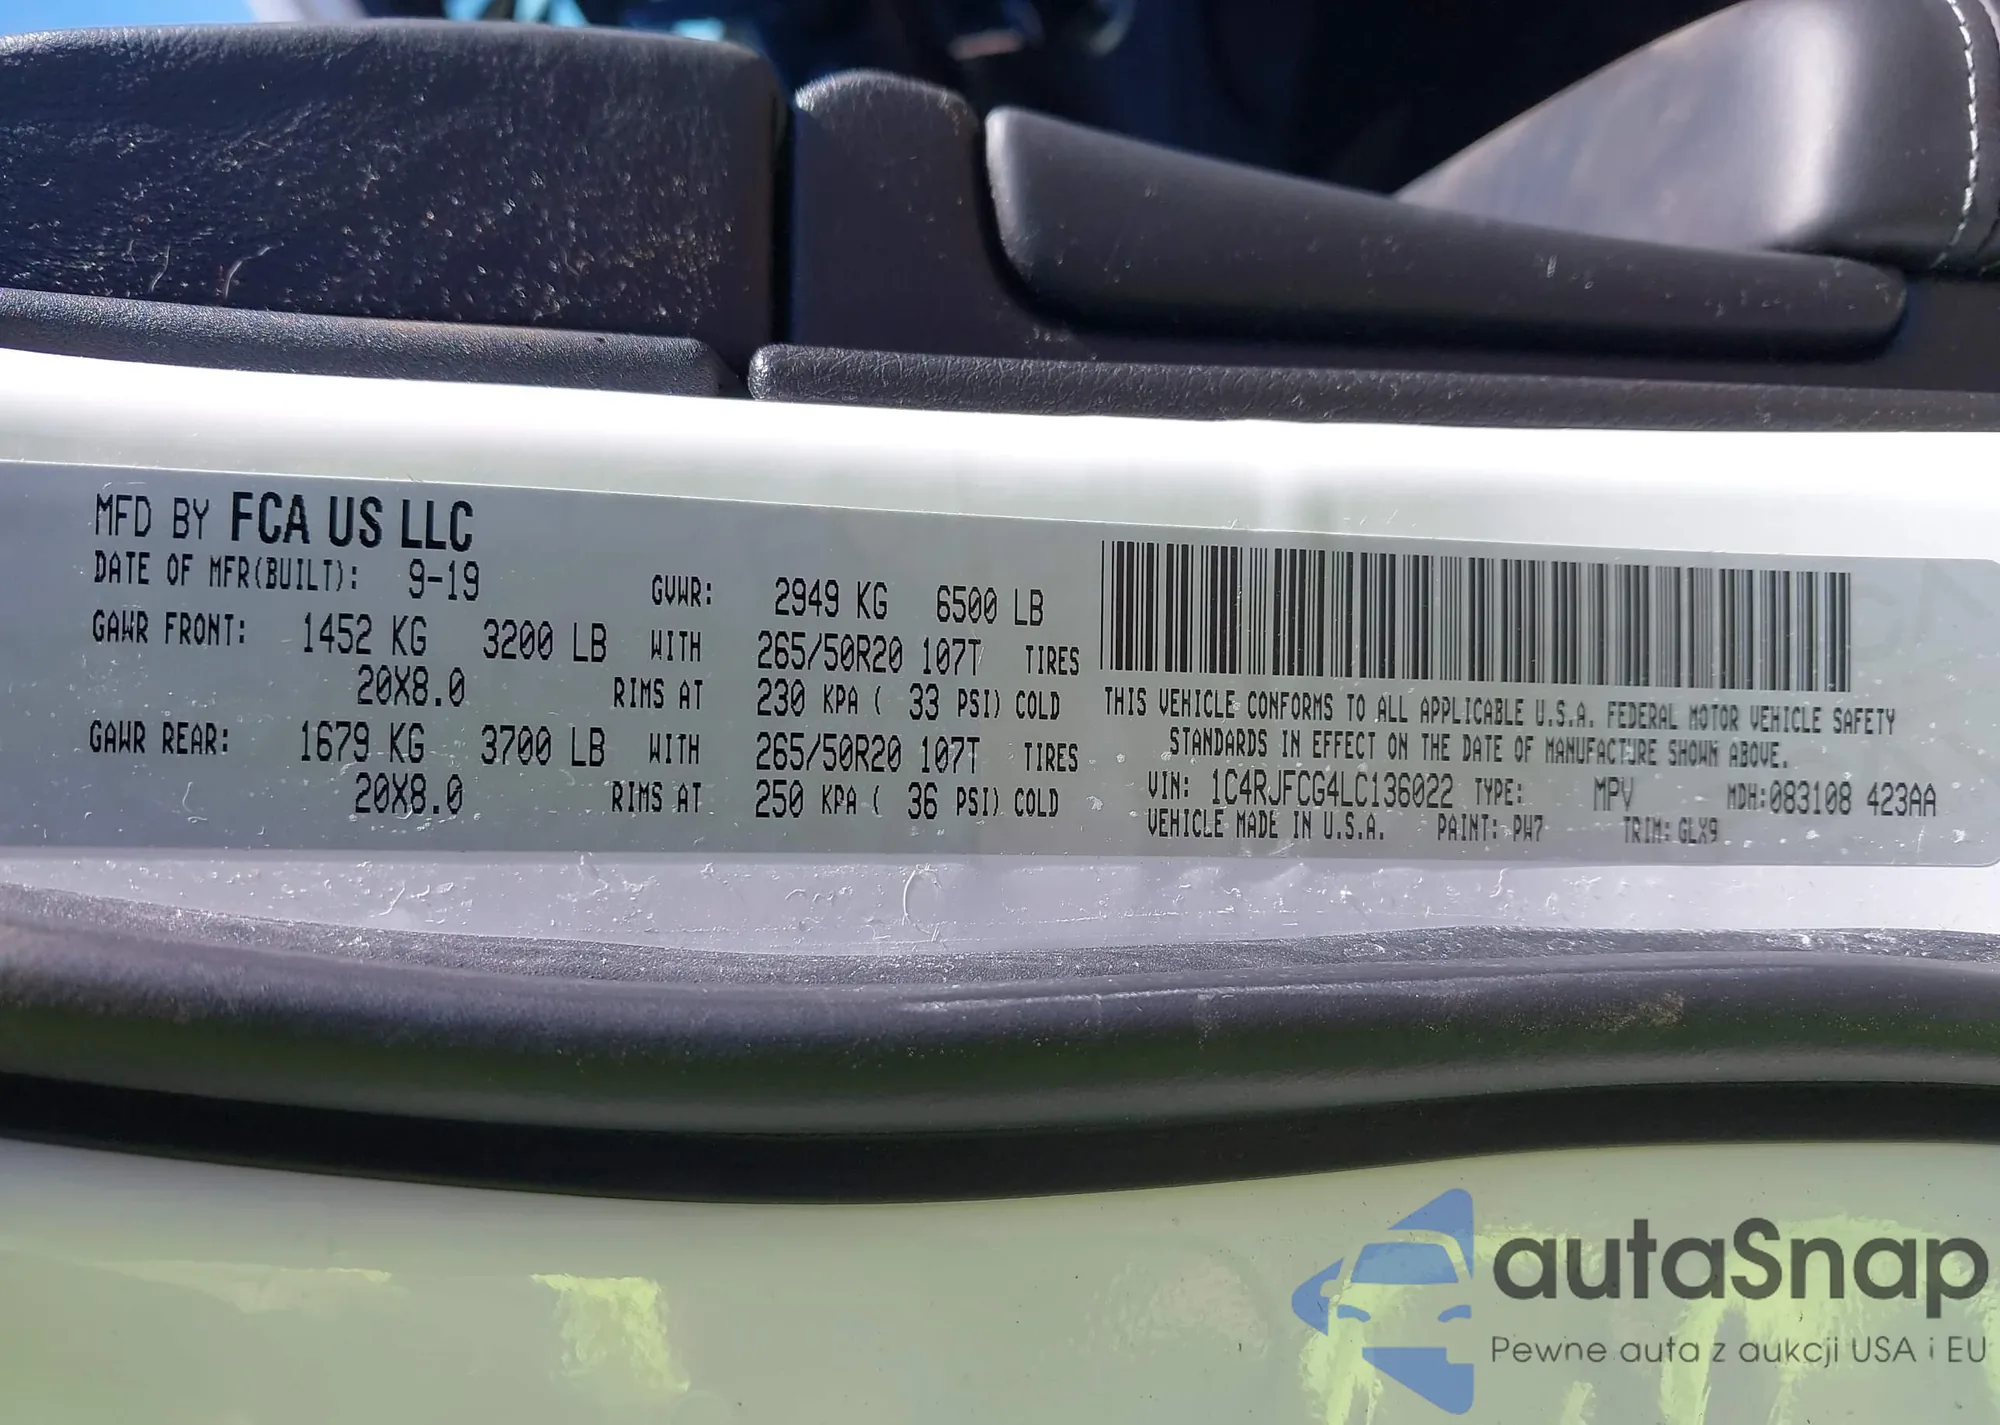 MFD BY FCA US LLC
DATE OF MFR(BUILT): 9-19 GVWR: 2949 KG 6500 LB
GAWR FRONT: 1452 KG 3200 LB WITH 265/50R20 107T TIRES
20X8.0 RIMS AT 230 KPA ( 33 PSI) COLD
GAWR REAR: 1679 KG 3700 LB WITH 265/50R20 107T TIRES
20X8.0 RIMS AT 250 KPA ( 36 PSI) COLD
THIS VEHICLE CONFORMS TO ALL APPLICABLE U.S.A. FEDERAL MOTOR VEHICLE SAFETY
STANDARDS IN EFFECT ON THE DATE OF MANUFACTURE SHOWN ABOVE.
VIN: 1C4RJFCG4LC136022 TYPE: MPV MDH:083108 423AA
VEHICLE MADE IN U.S.A. PAINT: PW7 TRIM: GLX9
autaSnap
Pewne auta z aukcji USA i EU